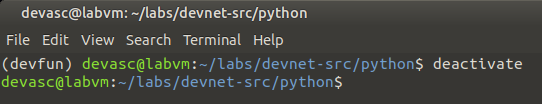 devasc@labvm: ~/labs/devnet-src/python
File Edit View Search Terminal Help
(devfun) devasc@labvm:~/labs/devnet-src/python$ deactivate
devasc@labvm:~/labs/devnet-src/python$